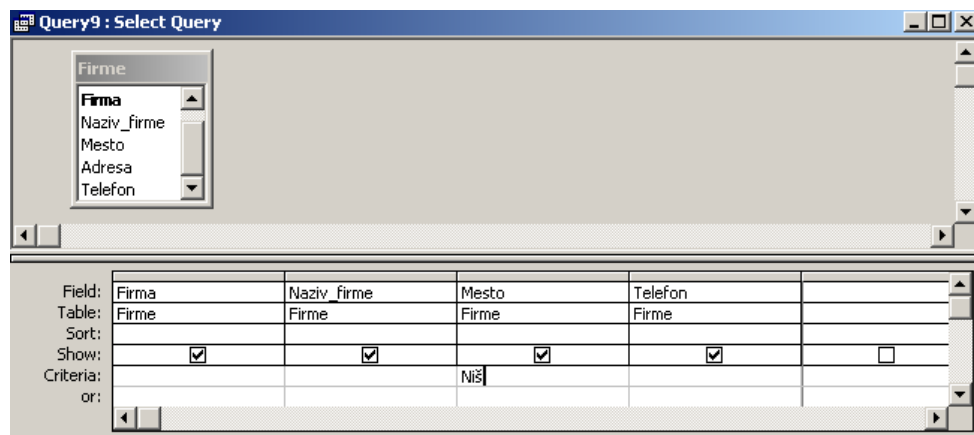 Query9 : Select Query
Firme
Firma
Naziv_firme
Mesto
Adresa
Telefon
Field: Firma Naziv_firme Mesto Telefon
Table: Firme Firme Firme Firme
Sort:
Show:
Criteria: Niš
or: